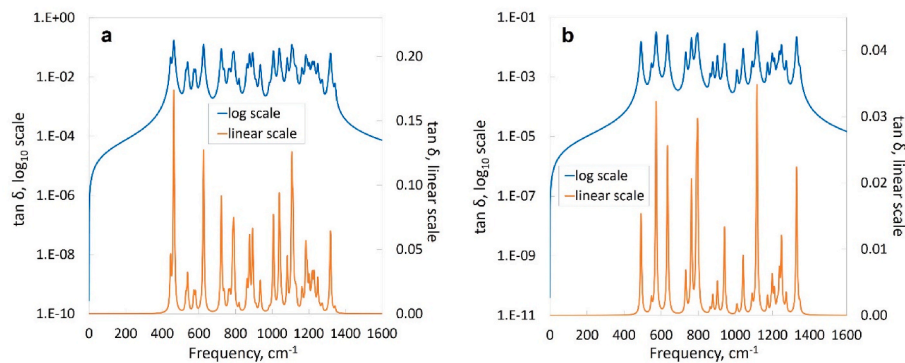 a
1.E+00
1.E-02
1.E-04
1.E-06
1.E-08
1.E-10
tan δ, log10 scale
0.20
0.15
0.10
0.05
0.00
tan δ, linear scale
log scale
linear scale
0 200 400 600 800 1000 1200 1400 1600
Frequency, cm-1
b
1.E-01
1.E-03
1.E-05
1.E-07
1.E-09
1.E-11
tan δ, log10 scale
0.04
0.03
0.02
0.01
0.00
tan δ, linear scale
log scale
linear scale
0 200 400 600 800 1000 1200 1400 1600
Frequency, cm-1